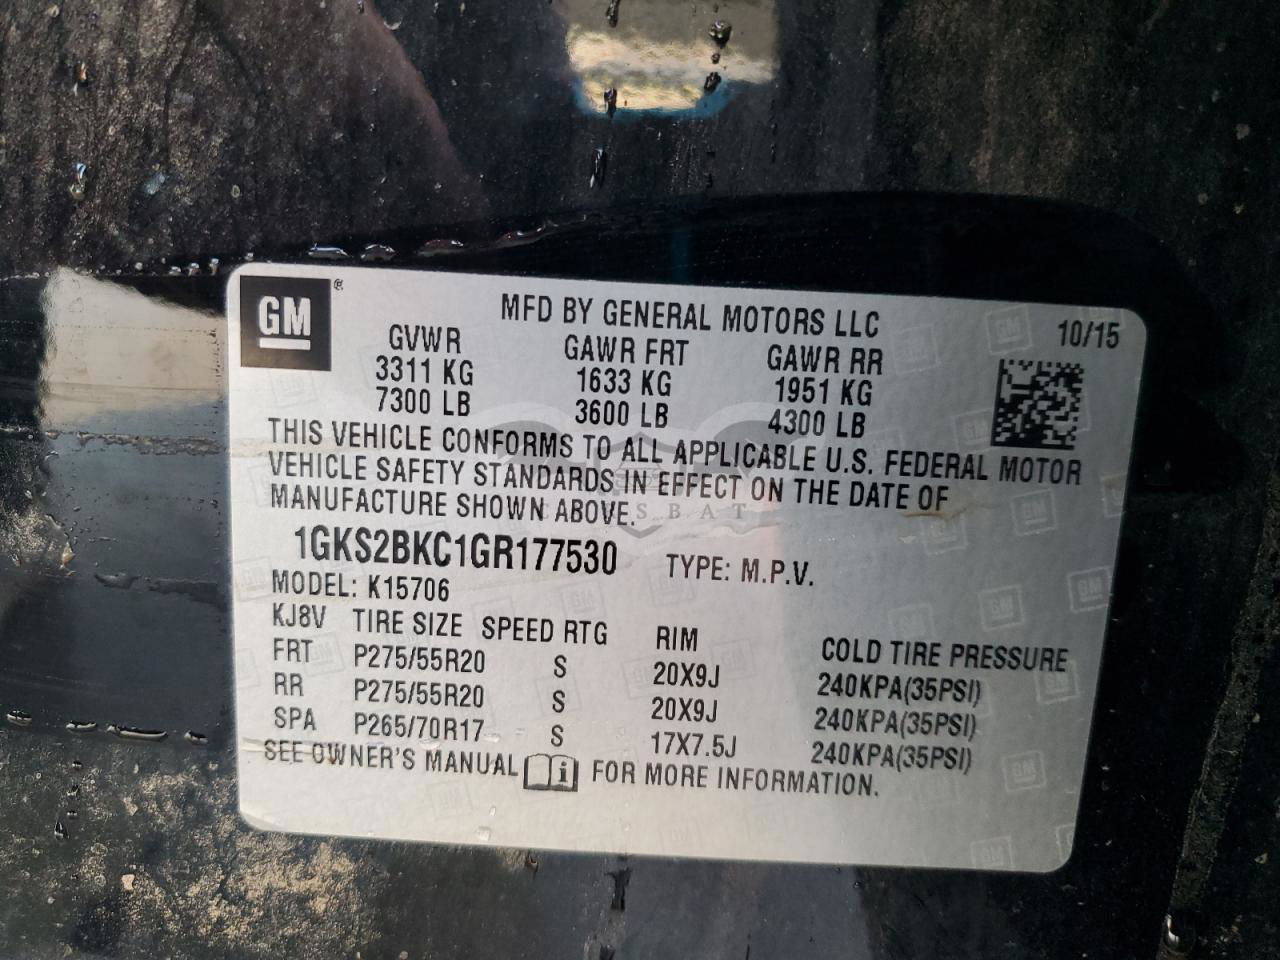 GM ®
MFD BY GENERAL MOTORS LLC
10/15
GVWR GAWR FRT GAWR RR
3311 KG 1633 KG 1951 KG
7300 LB 3600 LB 4300 LB
THIS VEHICLE CONFORMS TO ALL APPLICABLE U.S. FEDERAL MOTOR
VEHICLE SAFETY STANDARDS IN EFFECT ON THE DATE OF
MANUFACTURE SHOWN ABOVE.
1GKS2BKC1GR177530 TYPE: M.P.V.
MODEL: K15706
KJ8V TIRE SIZE SPEED RTG RIM COLD TIRE PRESSURE
FRT P275/55R20 S 20X9J 240KPA(35PSI)
RR P275/55R20 S 20X9J 240KPA(35PSI)
SPA P265/70R17 S 17X7.5J 240KPA(35PSI)
SEE OWNER'S MANUAL i FOR MORE INFORMATION.